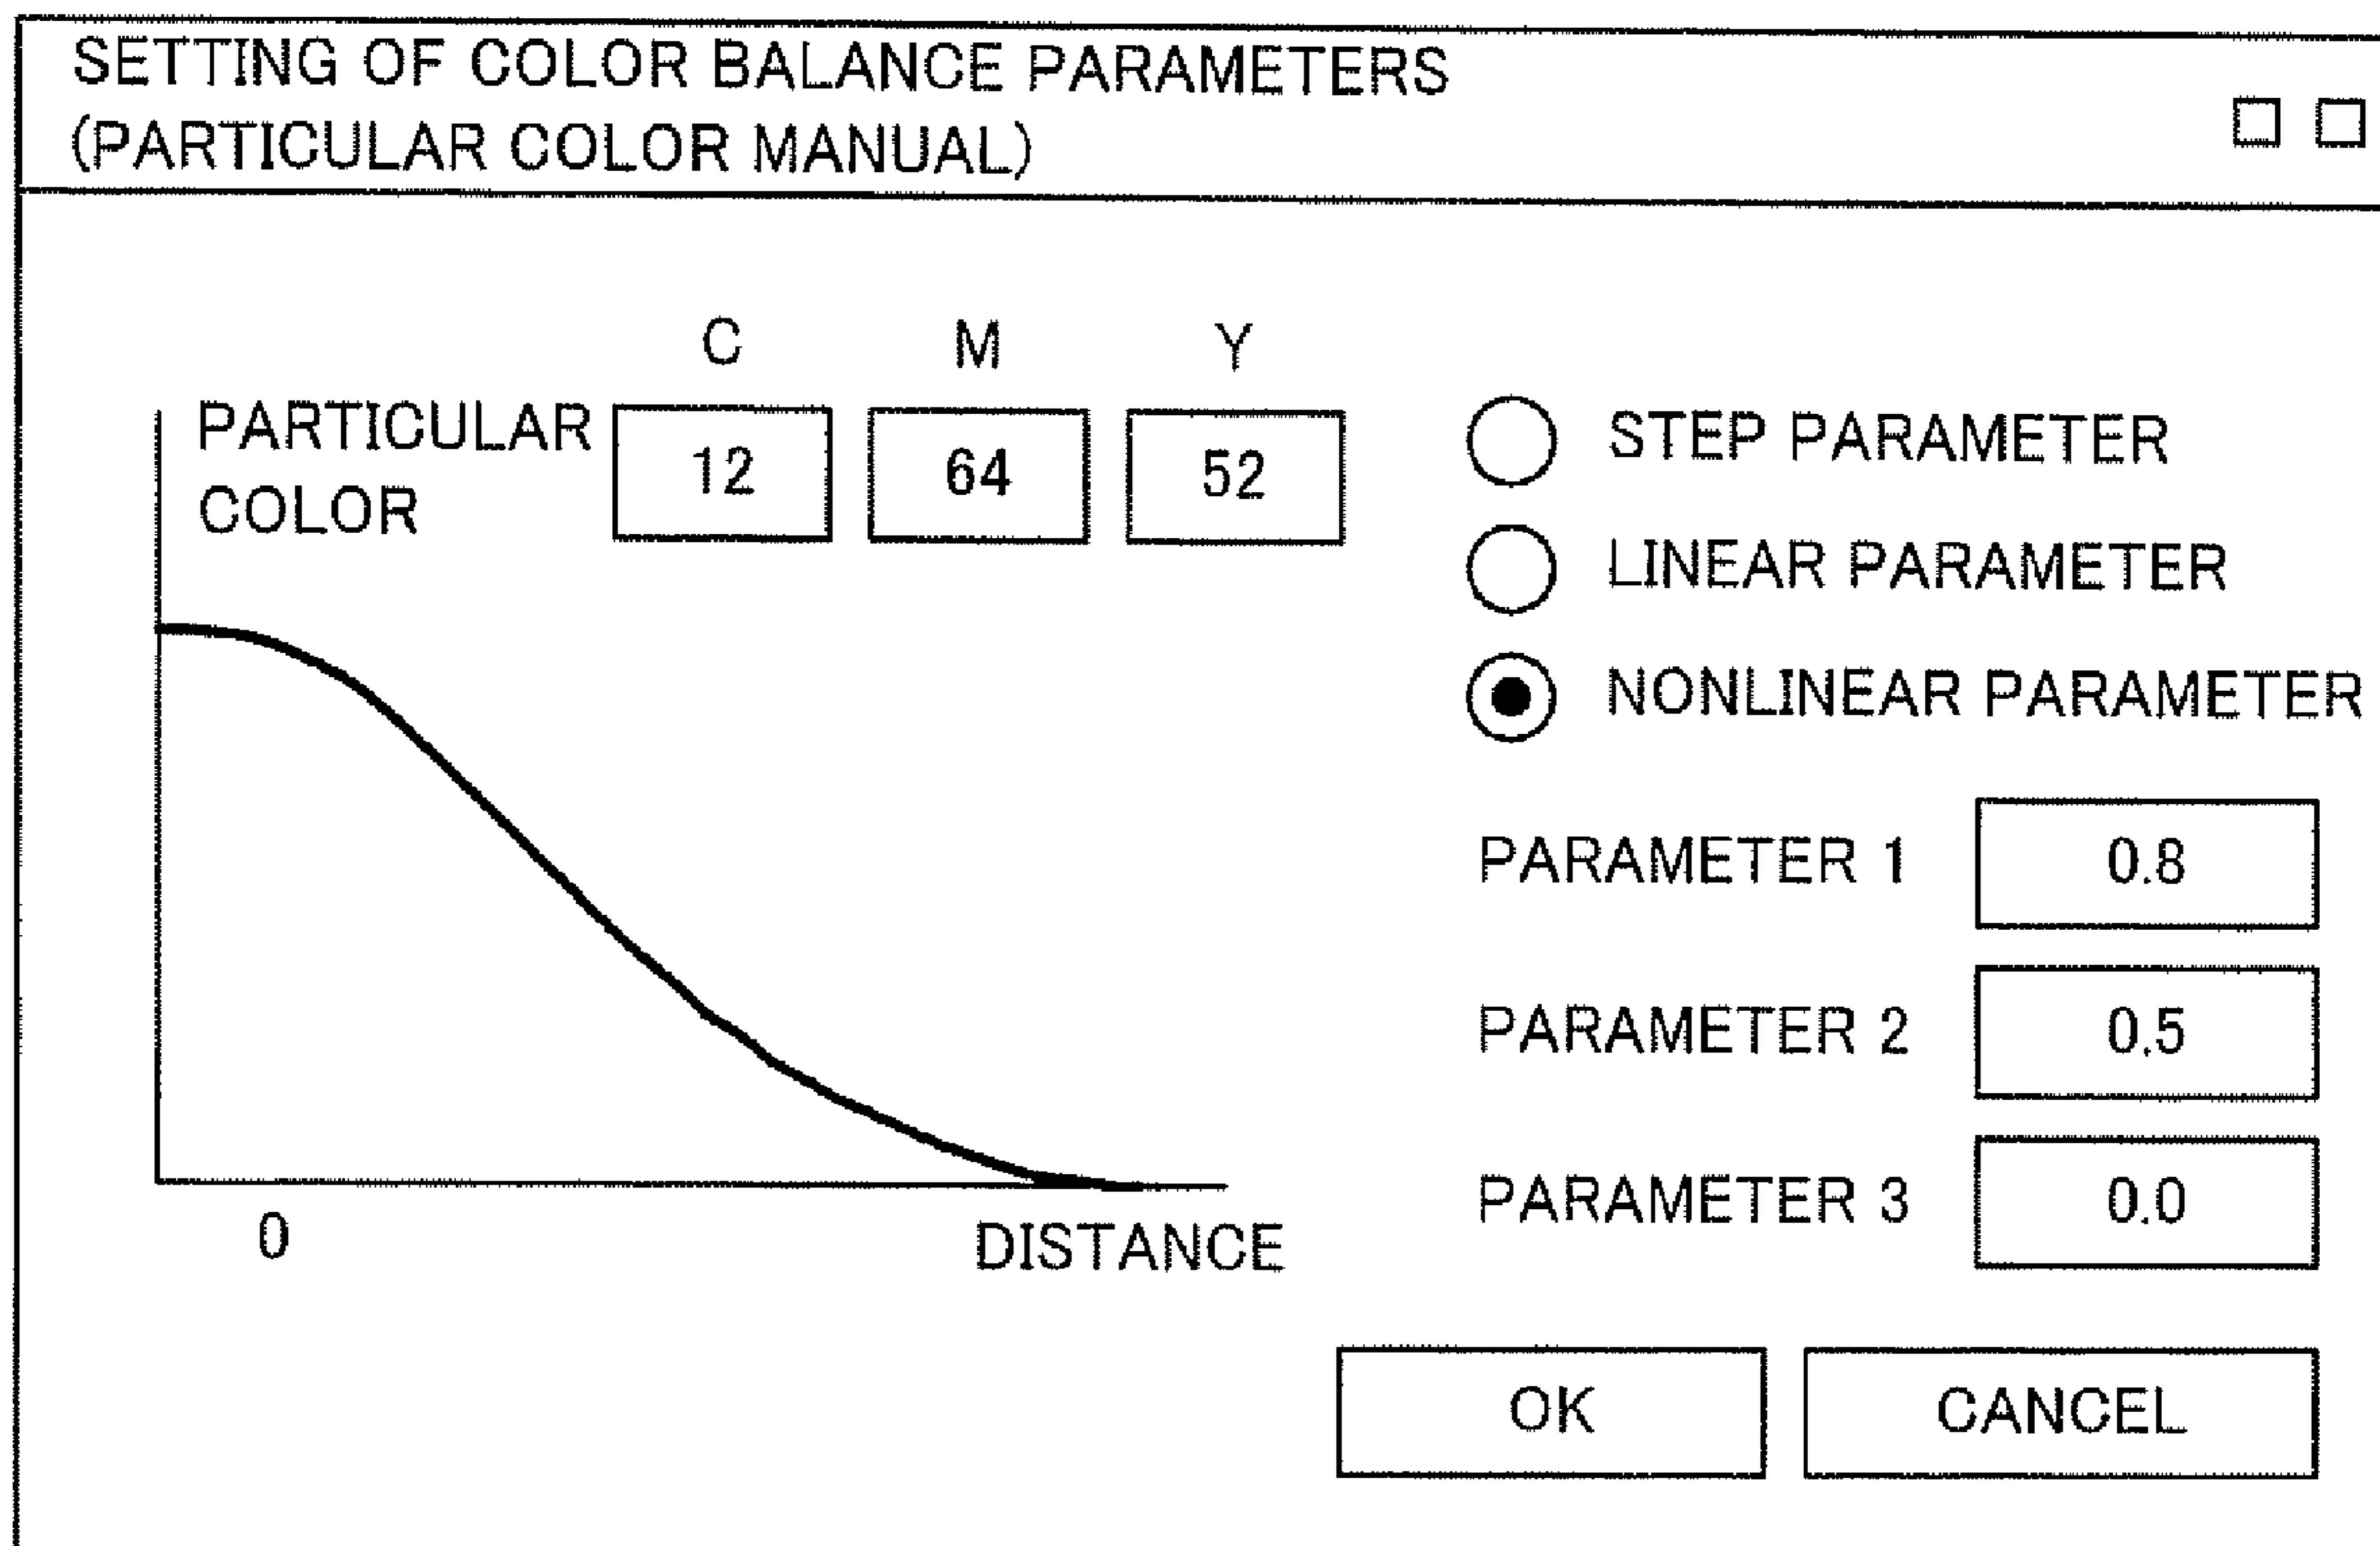 SETTING OF COLOR BALANCE PARAMETERS
(PARTICULAR COLOR MANUAL)
C M Y
PARTICULAR
COLOR
12 64 52
STEP PARAMETER
LINEAR PARAMETER
NONLINEAR PARAMETER
PARAMETER 1 0.8
PARAMETER 2 0.5
PARAMETER 3 0.0
0 DISTANCE
OK CANCEL